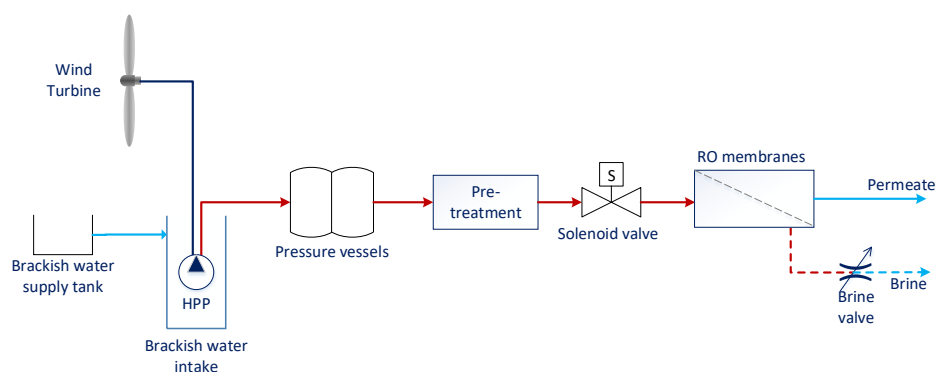 Wind
Turbine
Brackish water
supply tank
HPP
Brackish water
intake
Pressure vessels
Pre-
treatment
S
Solenoid valve
RO membranes
Permeate
Brine
valve
Brine